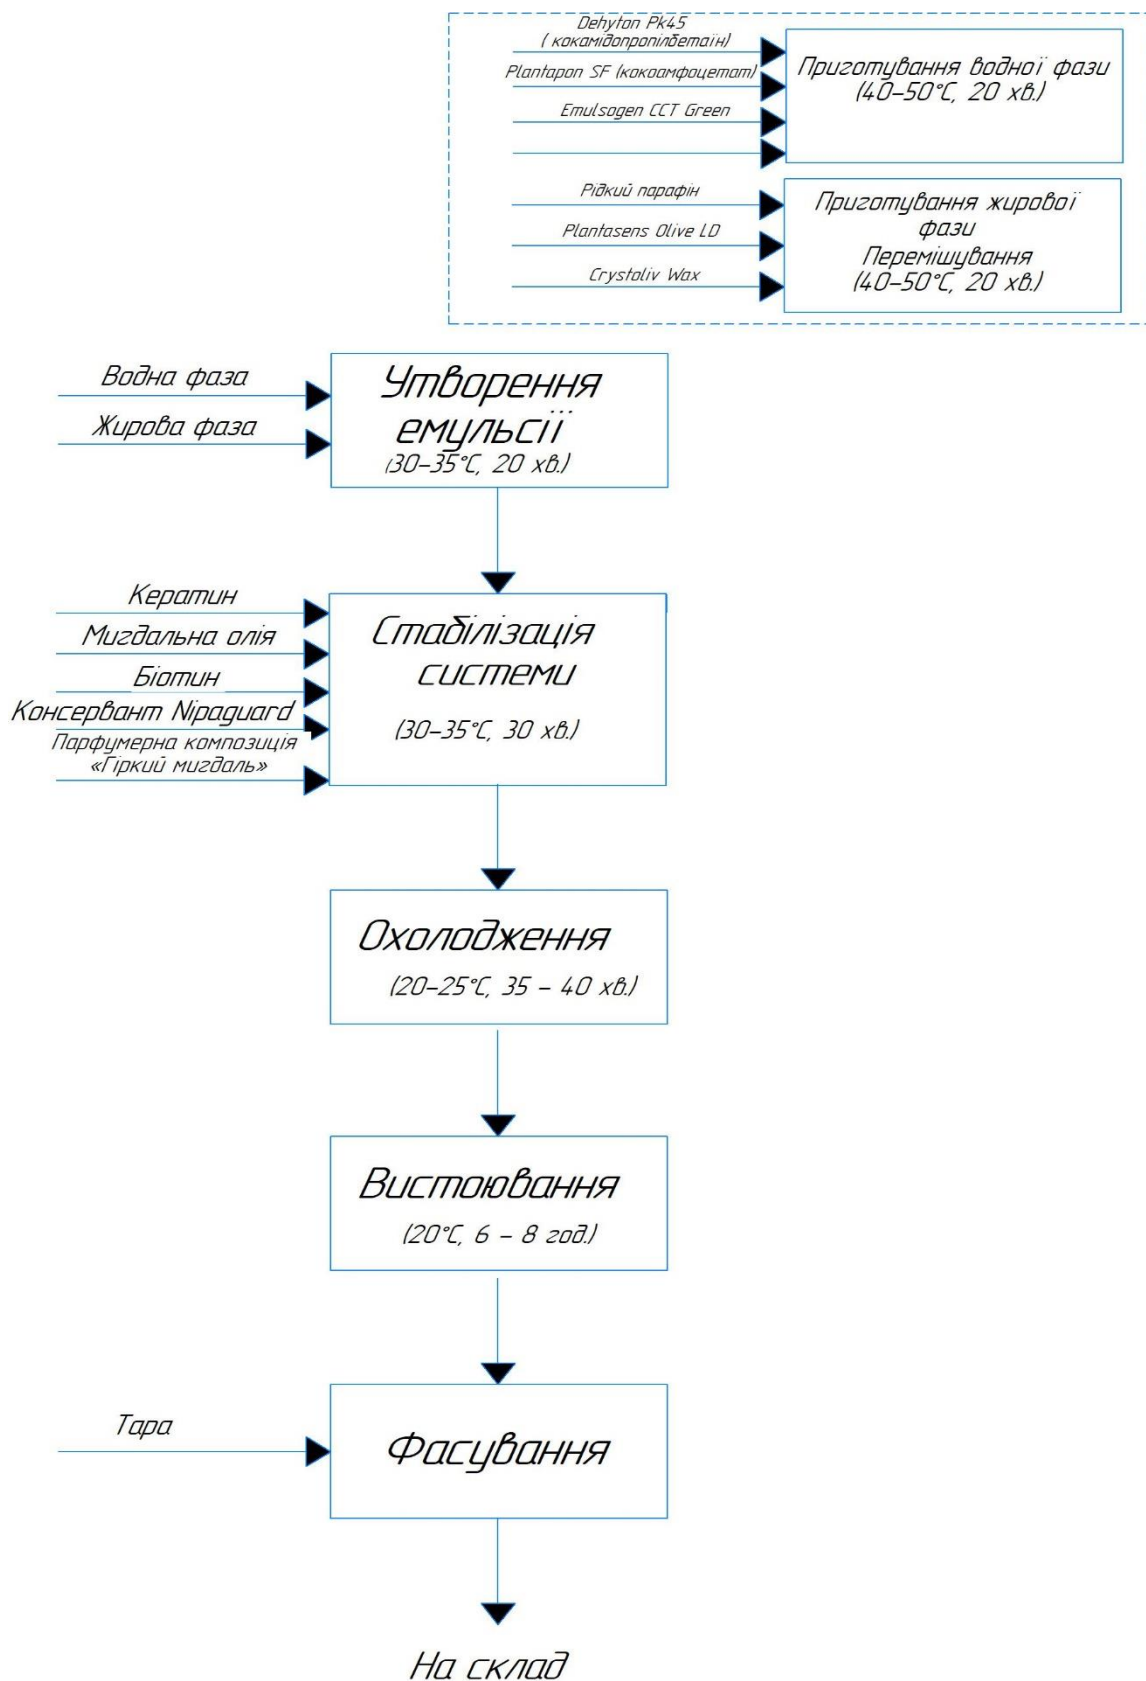 Dehyton Pk45
( кокамідопропілбетаїн)
Plantapon SF (кокоамфоцетат)
Emulsogen CCT Green
Приготування водної фази
(40–50°C, 20 хв.)
Рідкий парафін
Plantasens Olive LD
Crystoliv Wax
Приготування жирової
фази
Перемішування
(40–50°C, 20 хв.)
Водна фаза
Жирова фаза
Утворення
емульсії
(30–35°C, 20 хв.)
Кератин
Мигдальна олія
Біотин
Консервант Nipaguard
Парфумерна композиція
«Гіркий мигдаль»
Стабілізація
системи
(30–35°C, 30 хв.)
Охолодження
(20–25°C, 35 – 40 хв.)
Вистоювання
(20°C, 6 – 8 год.)
Тара
Фасування
На склад